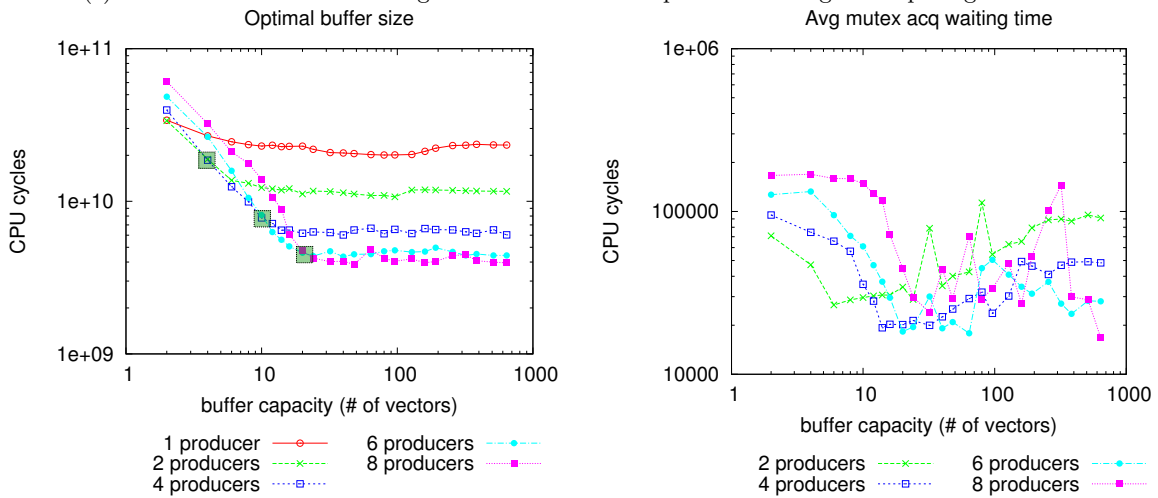 Optimal buffer size
1e+11
1e+10
1e+09
CPU cycles
1 10 100 1000
buffer capacity (# of vectors)
1 producer
2 producers
4 producers
6 producers
8 producers
Avg mutex acq waiting time
1e+06
100000
10000
CPU cycles
1 10 100 1000
buffer capacity (# of vectors)
2 producers
4 producers
6 producers
8 producers